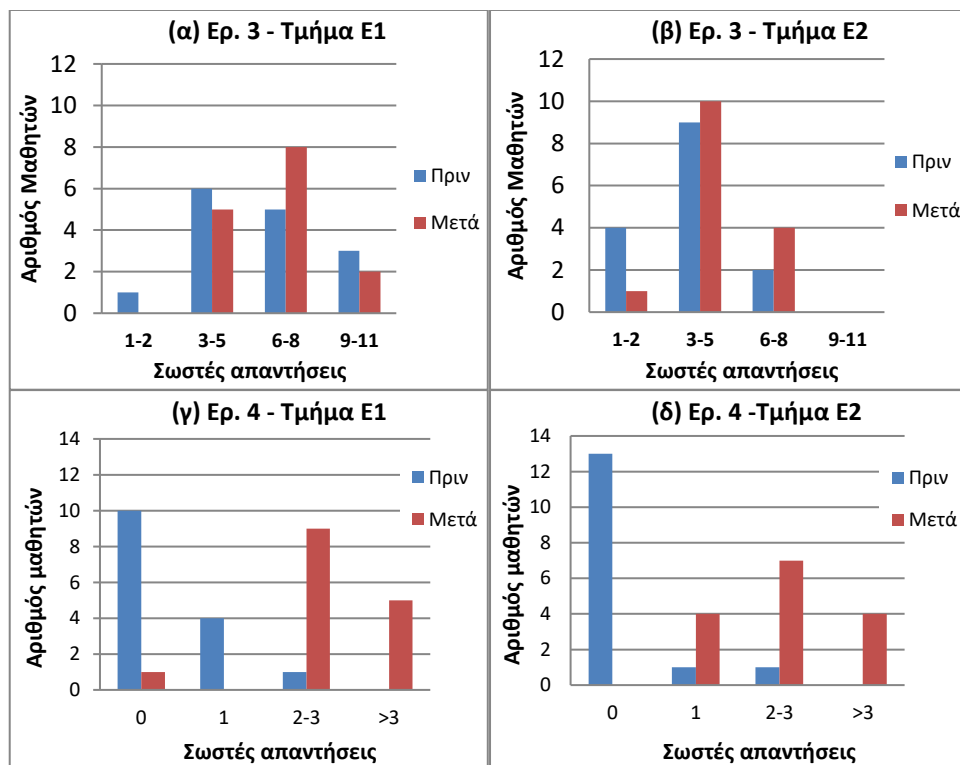 (α) Ερ. 3 - Τμήμα Ε1
12
10
8
6
4
2
0
Αριθμός Μαθητών
1-2 3-5 6-8 9-11
Σωστές απαντήσεις
Πριν
Μετά
(β) Ερ. 3 - Τμήμα Ε2
12
10
8
6
4
2
0
Αριθμός Μαθητών
1-2 3-5 6-8 9-11
Σωστές απαντήσεις
Πριν
Μετά
(γ) Ερ. 4 - Τμήμα Ε1
14
12
10
8
6
4
2
0
Αριθμός μαθητών
0 1 2-3 >3
Σωστές απαντήσεις
Πριν
Μετά
(δ) Ερ. 4 -Τμήμα Ε2
14
12
10
8
6
4
2
0
Αριθμός μαθητών
0 1 2-3 >3
Σωστές απαντήσεις
Πριν
Μετά